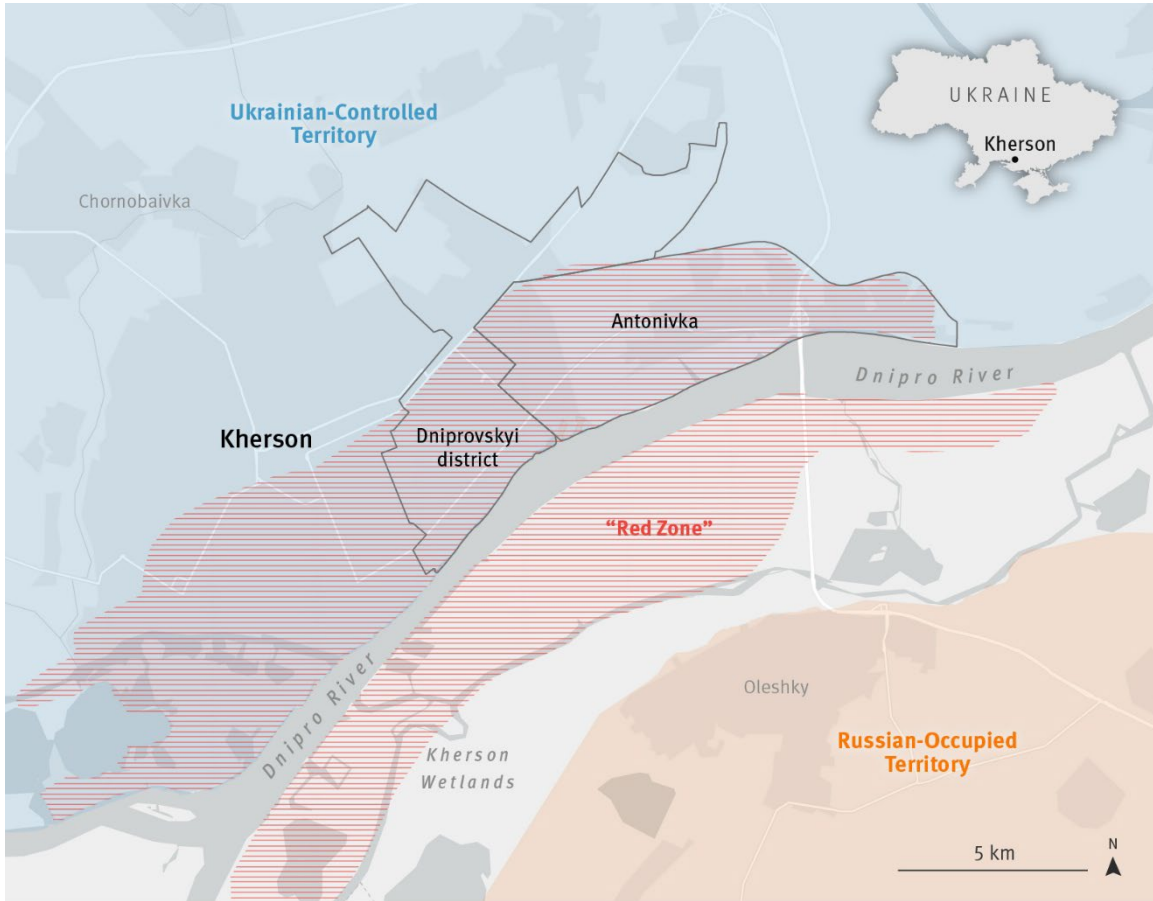 Ukrainian-Controlled
Territory
UKRAINE
Kherson
Chornobaivka
Antonivka
Dnipro River
Kherson
Dniprovskyi
district
"Red Zone"
Dnipro River
Oleshky
Kherson
Wetlands
Russian-Occupied
Territory
5 km
N